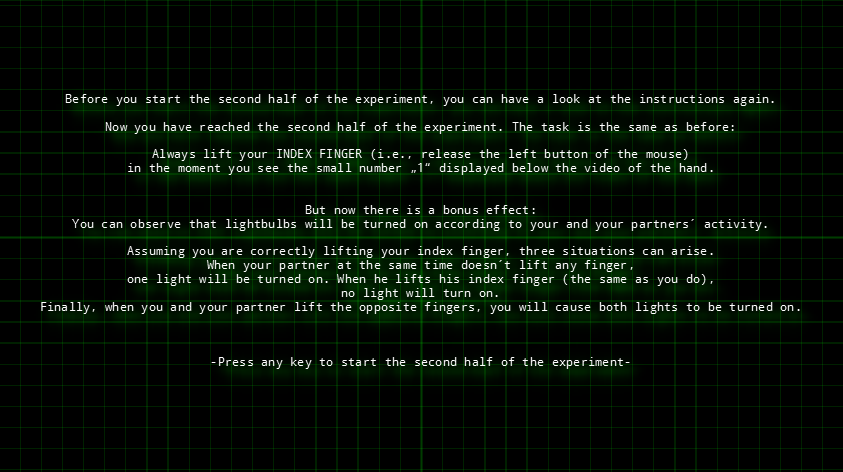 Before you start the second half of the experiment, you can have a look at the instructions again.
Now you have reached the second half of the experiment. The task is the same as before:
Always lift your INDEX FINGER (i.e., release the left button of the mouse)
in the moment you see the small number „1“ displayed below the video of the hand.
But now there is a bonus effect:
You can observe that lightbulbs will be turned on according to your and your partners´ activity.
Assuming you are correctly lifting your index finger, three situations can arise.
When your partner at the same time doesn´t lift any finger,
one light will be turned on. When he lifts his index finger (the same as you do),
no light will turn on.
Finally, when you and your partner lift the opposite fingers, you will cause both lights to be turned on.
-Press any key to start the second half of the experiment-